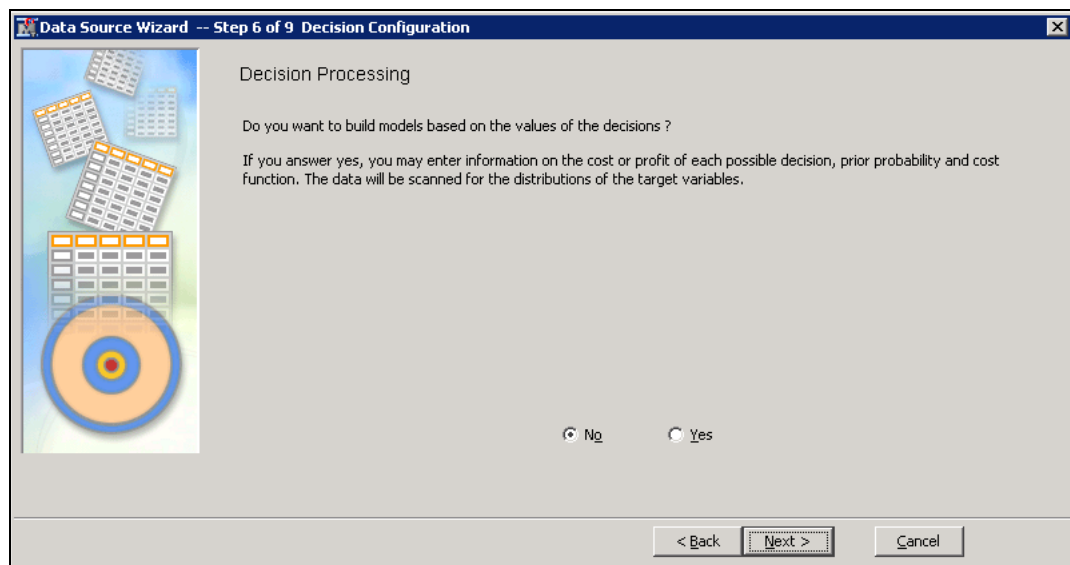 Data Source Wizard -- Step 6 of 9 Decision Configuration
Decision Processing
Do you want to build models based on the values of the decisions ?
If you answer yes, you may enter information on the cost or profit of each possible decision, prior probability and cost
function. The data will be scanned for the distributions of the target variables.
No Yes
< Back Next > Cancel